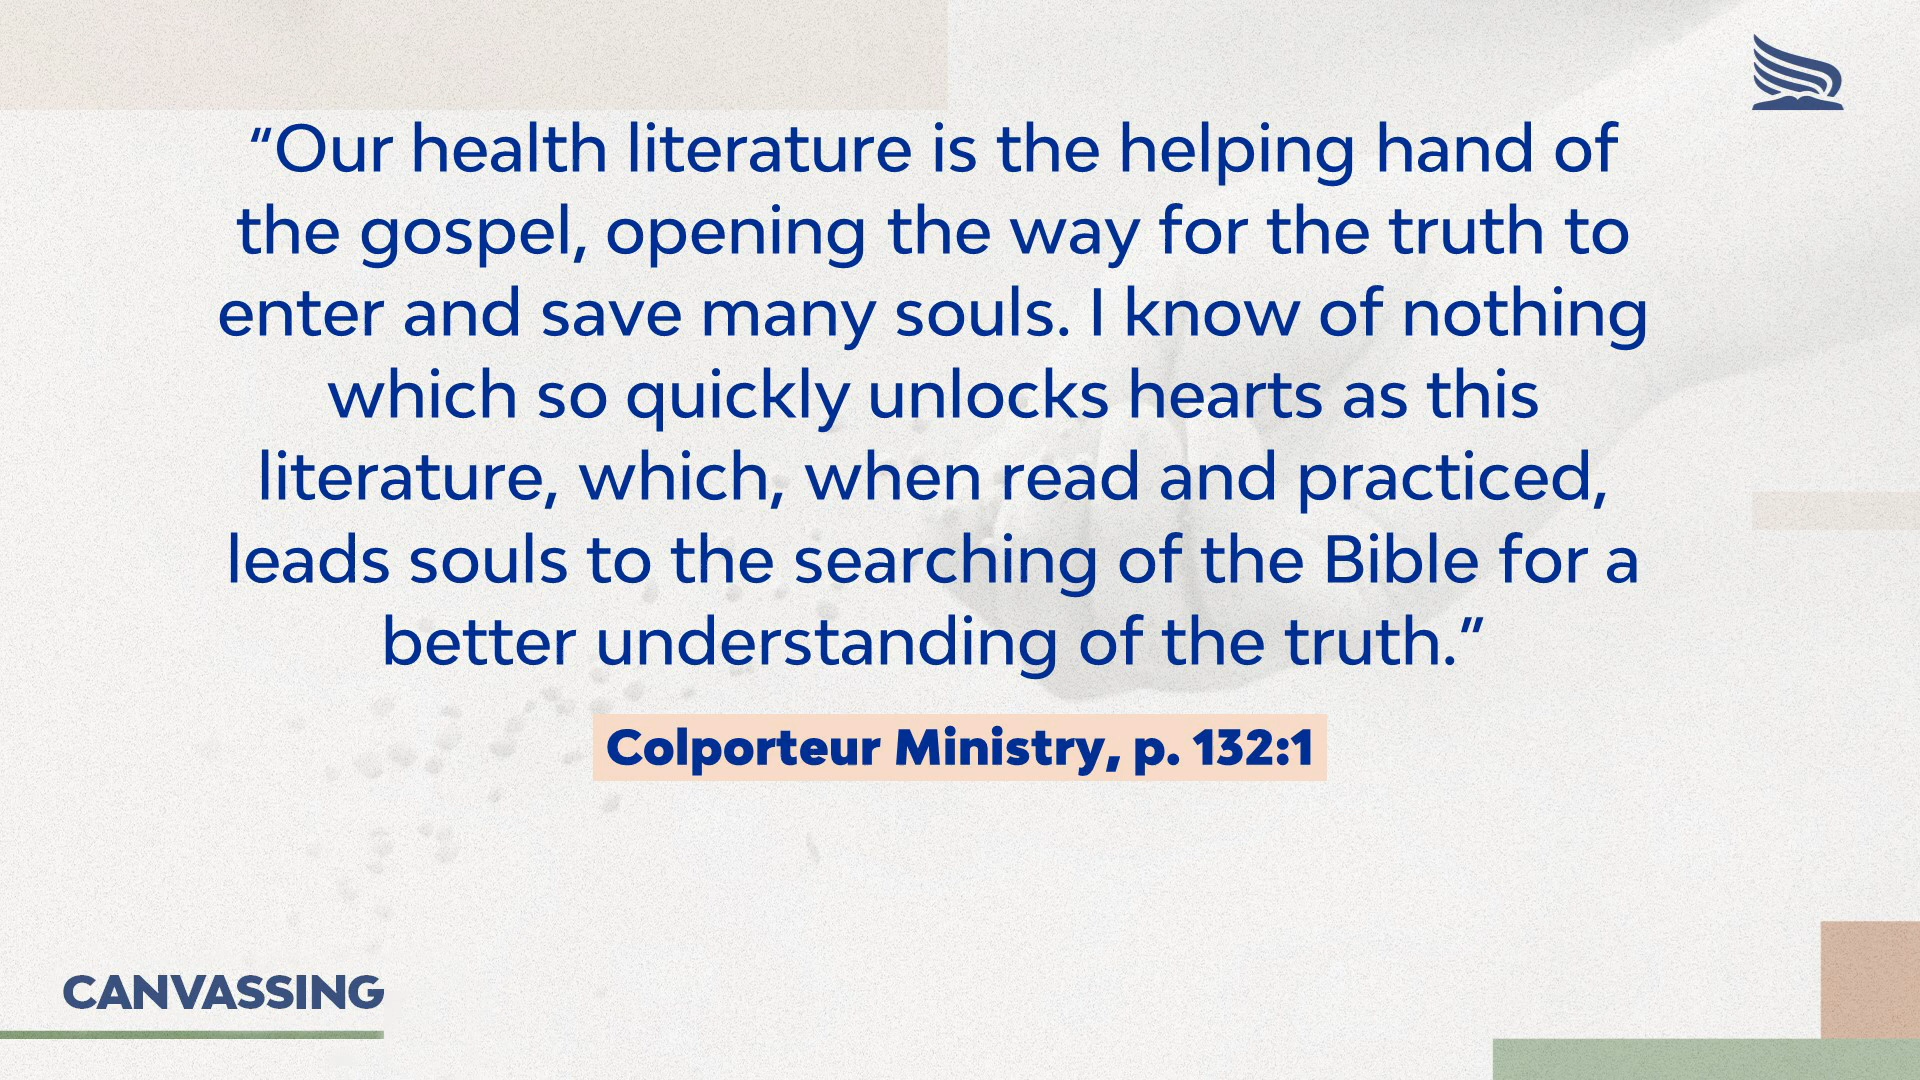 “Our health literature is the helping hand of
the gospel, opening the way for the truth to
enter and save many souls. I know of nothing
which so quickly unlocks hearts as this
literature, which, when read and practiced,
leads souls to the searching of the Bible for a
better understanding of the truth.”
Colporteur Ministry, p. 132:1
CANVASSING